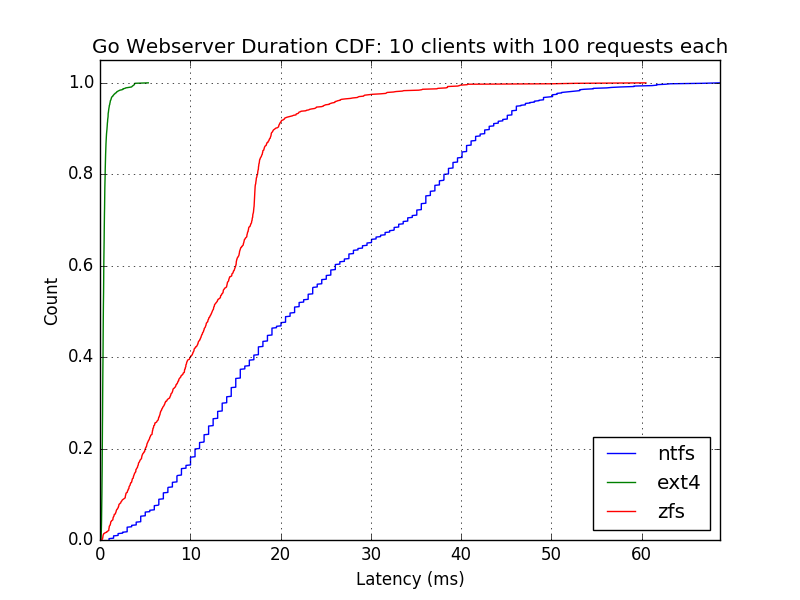 Go Webserver Duration CDF: 10 clients with 100 requests each
1.0
0.8
0.6
0.4
0.2
0.0
Count
0 10 20 30 40 50 60
Latency (ms)
ntfs
ext4
zfs